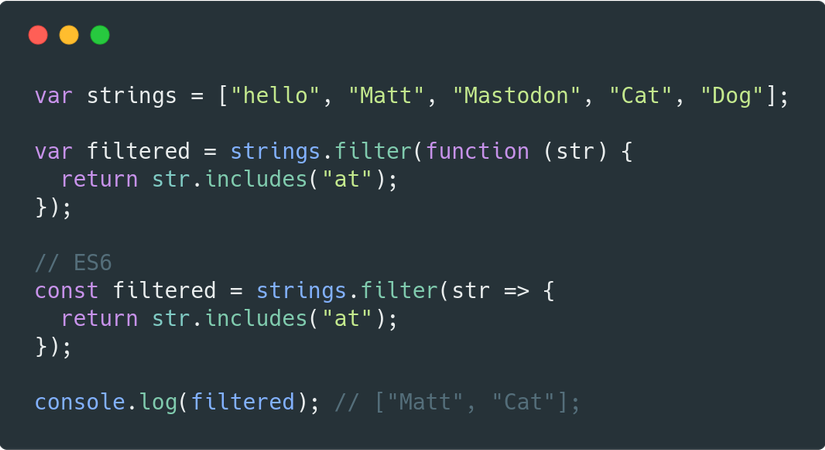 var strings = ["hello", "Matt", "Mastodon", "Cat", "Dog"];
var filtered = strings.filter(function (str) {
  return str.includes("at");
});
// ES6
const filtered = strings.filter(str => {
  return str.includes("at");
});
console.log(filtered); // ["Matt", "Cat"];